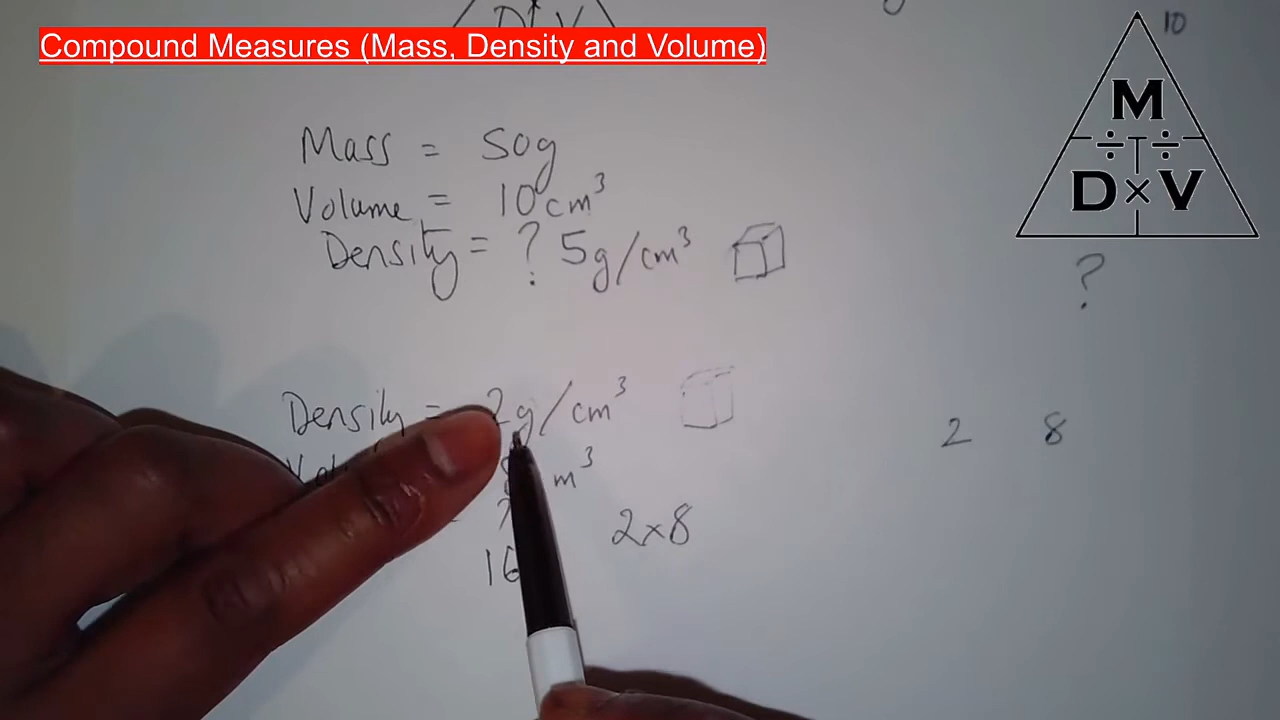 Compound Measures (Mass, Density and Volume)
10
M
÷ ÷
D × V
?
Mass = 50g
Volume = 10cm³
Density = ? 5g/cm³
Density = 2g/cm³
m³
2 8
2×8